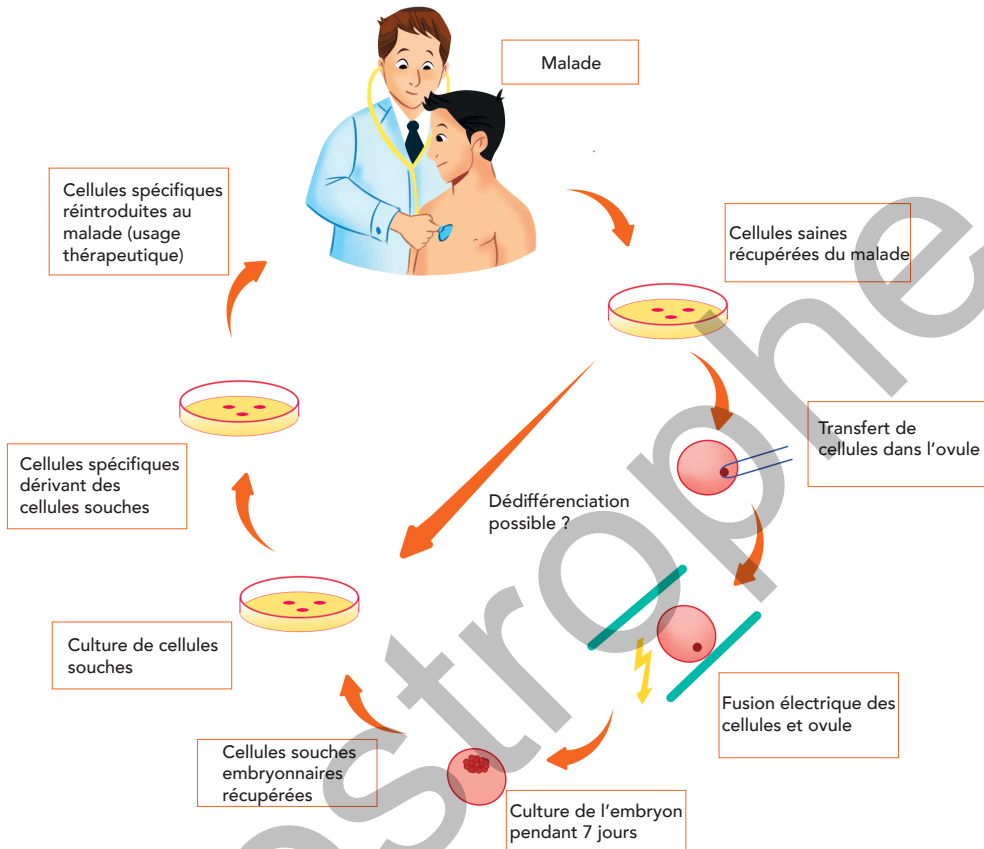 Malade
Cellules spécifiques
réintroduites au
malade (usage
thérapeutique)
Cellules saines
récupérées du malade
Transfert de
cellules dans l'ovule
Cellules spécifiques
dérivant des
cellules souches
Dédifférenciation
possible ?
Culture de cellules
souches
Fusion électrique des
cellules et ovule
Cellules souches
embryonnaires
récupérées
Culture de l'embryon
pendant 7 jours
strophe